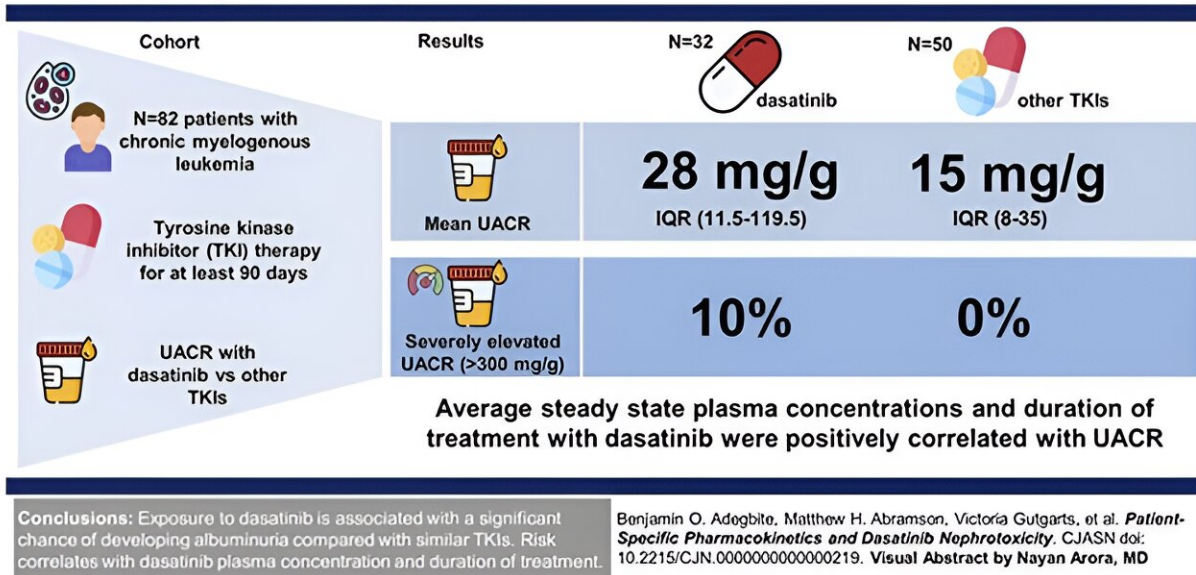 Cohort
N=82 patients with
chronic myelogenous
leukemia
Tyrosine kinase
inhibitor (TKI) therapy
for at least 90 days
UACR with
dasatinib vs other
TKIs
Results
N=32
dasatinib
N=50
other TKIs
Mean UACR
28 mg/g
IQR (11.5-119.5)
15 mg/g
IQR (8-35)
Severely elevated
UACR (>300 mg/g)
10%
0%
Average steady state plasma concentrations and duration of
treatment with dasatinib were positively correlated with UACR
Conclusions: Exposure to dasatinib is associated with a significant
chance of developing albuminuria compared with similar TKIs. Risk
correlates with dasatinib plasma concentration and duration of treatment.
Benjamin O. Adegbite, Matthew H. Abramson, Victoria Gutgarts, et al. Patient-
Specific Pharmacokinetics and Dasatinib Nephrotoxicity. CJASN doi:
10.2215/CJN.0000000000000219. Visual Abstract by Nayan Arora, MD